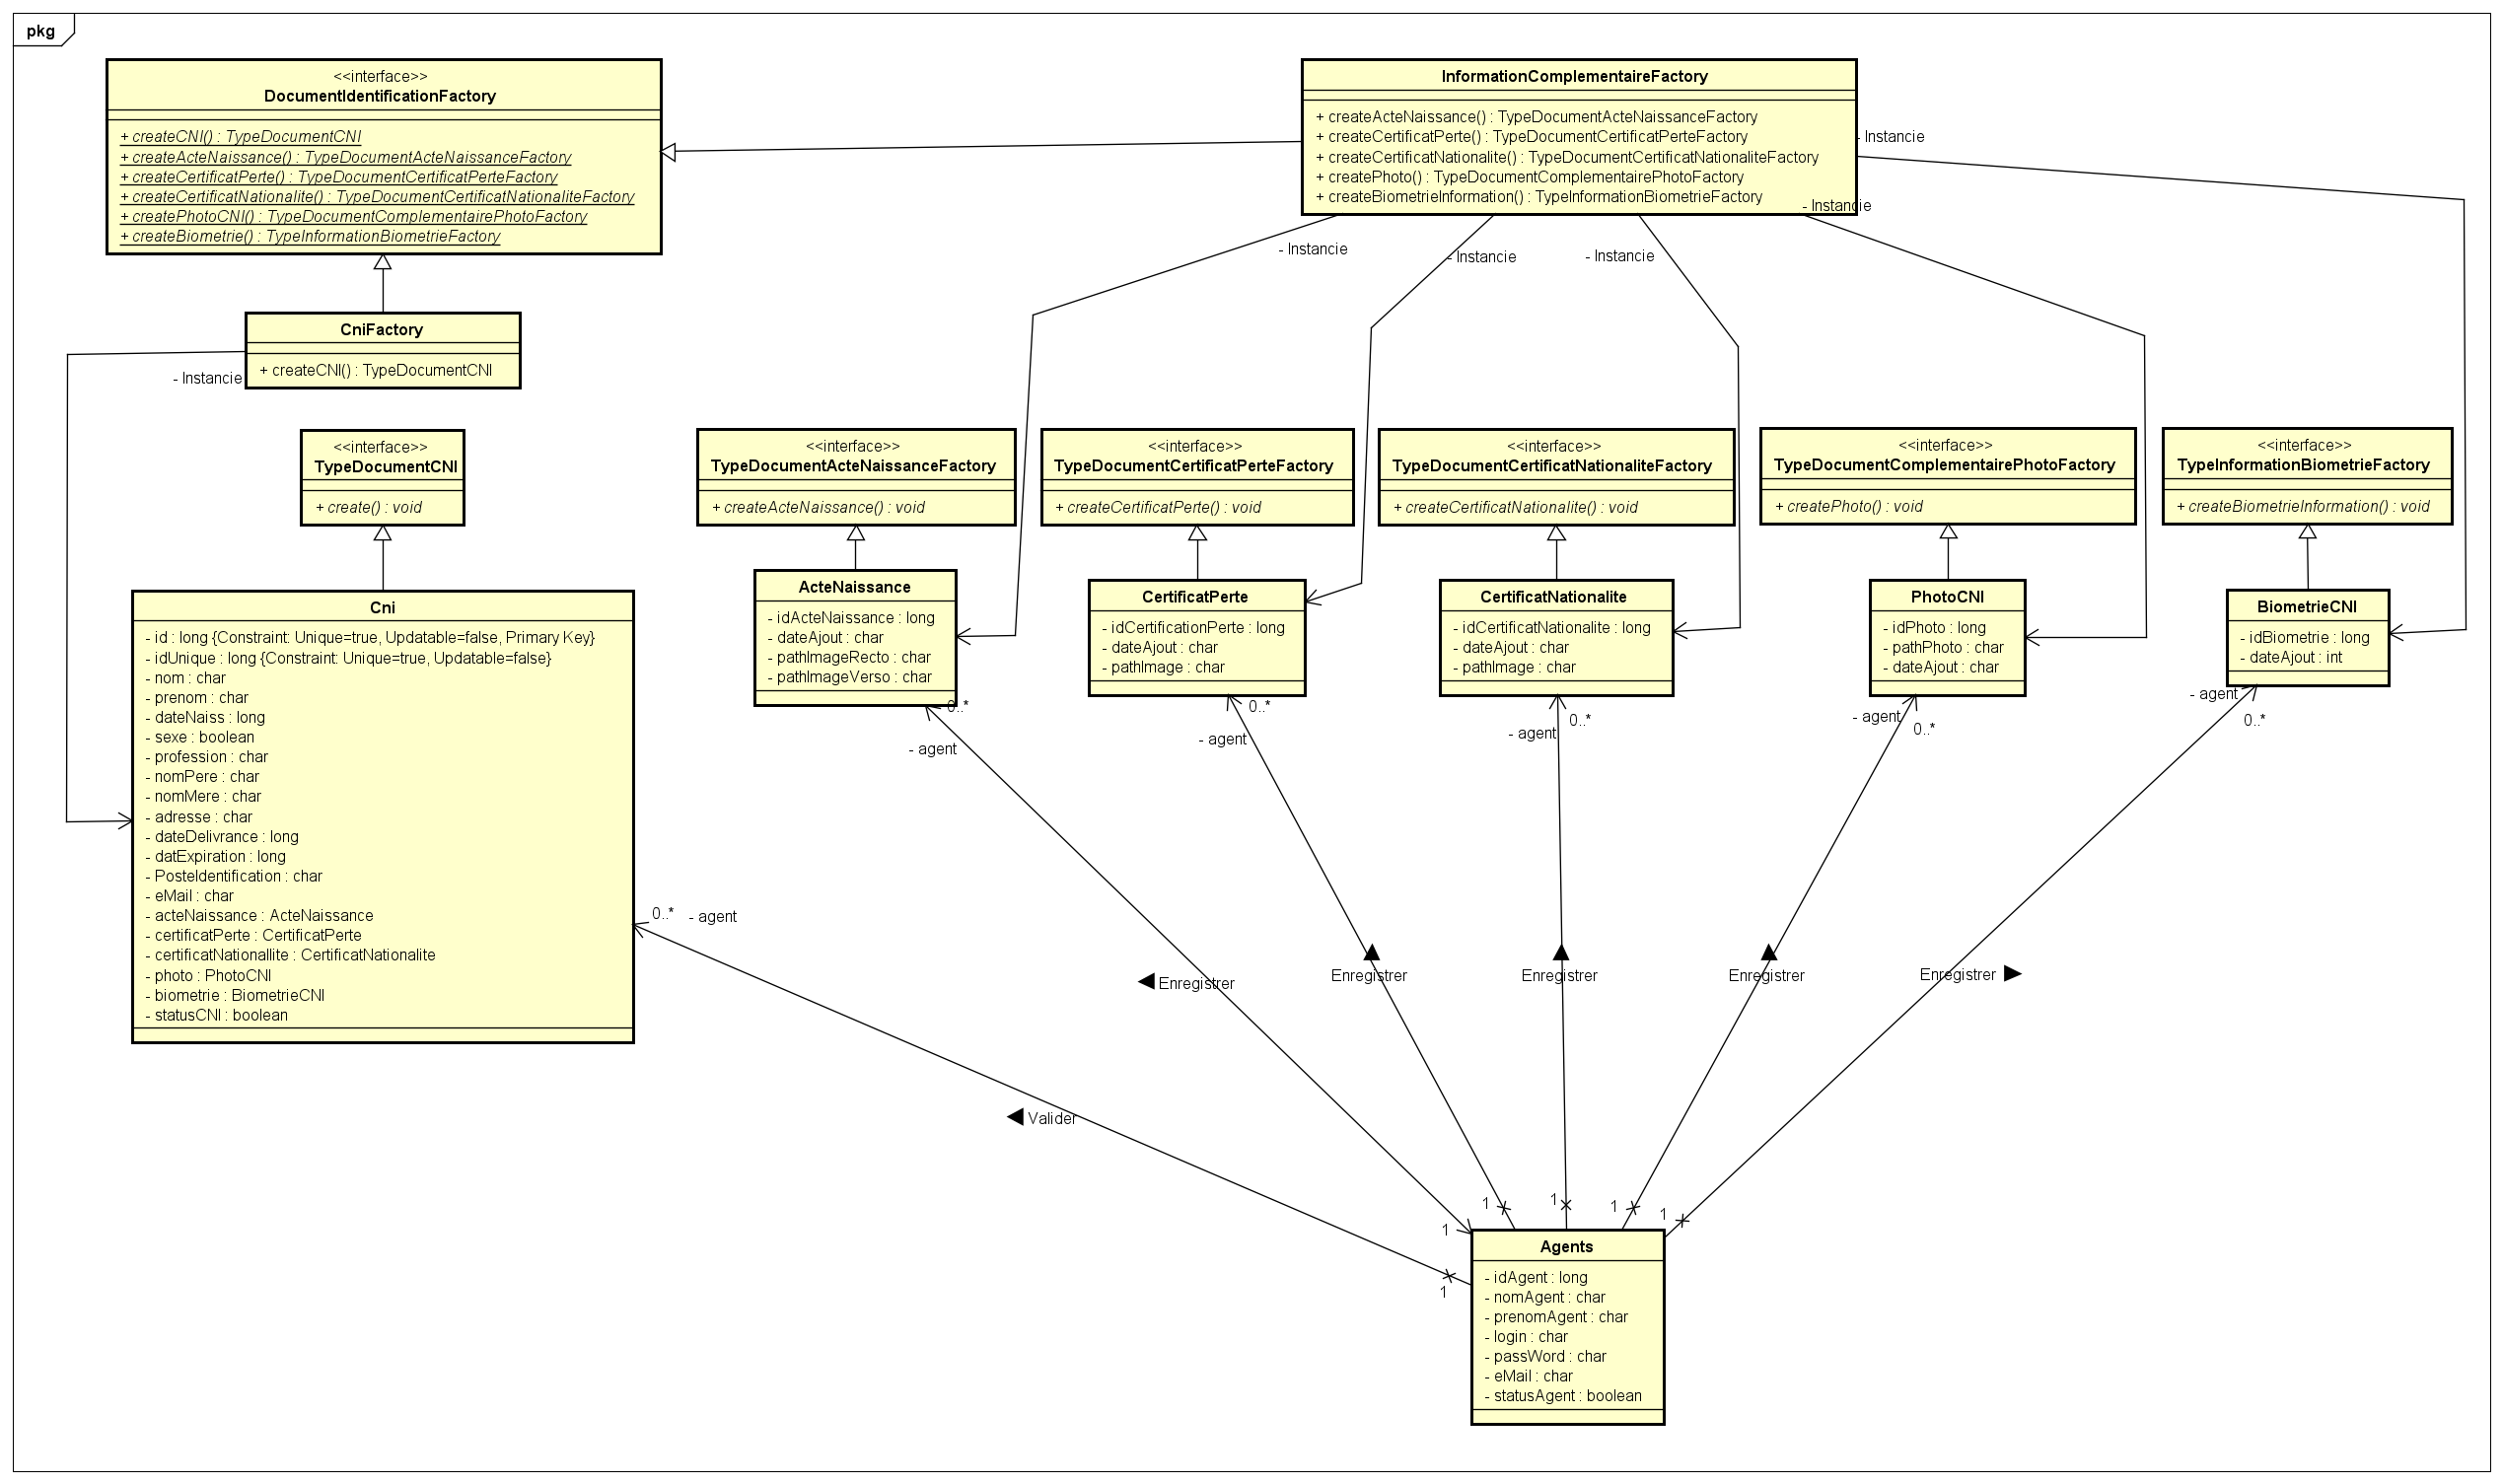 pkg
<<interface>>
DocumentIdentificationFactory
+ createCNI() : TypeDocumentCNI
+ createActeNaissance() : TypeDocumentActeNaissanceFactory
+ createCertificatPerte() : TypeDocumentCertificatPerteFactory
+ createCertificatNationalite() : TypeDocumentCertificatNationaliteFactory
+ createPhotoCNI() : TypeDocumentComplementairePhotoFactory
+ createBiometrie() : TypeInformationBiometrieFactory
InformationComplementaireFactory
+ createActeNaissance() : TypeDocumentActeNaissanceFactory
+ createCertificatPerte() : TypeDocumentCertificatPerteFactory
+ createCertificatNationalite() : TypeDocumentCertificatNationaliteFactory
+ createPhoto() : TypeDocumentComplementairePhotoFactory
+ createBiometrieInformation() : TypeInformationBiometrieFactory
- Instancie
- Instancie
- Instancie
- Instancie
- Instancie
CniFactory
+ createCNI() : TypeDocumentCNI
- Instancie
<<interface>>
TypeDocumentCNI
+ create() : void
<<interface>>
TypeDocumentActeNaissanceFactory
+ createActeNaissance() : void
<<interface>>
TypeDocumentCertificatPerteFactory
+ createCertificatPerte() : void
<<interface>>
TypeDocumentCertificatNationaliteFactory
+ createCertificatNationalite() : void
<<interface>>
TypeDocumentComplementairePhotoFactory
+ createPhoto() : void
<<interface>>
TypeInformationBiometrieFactory
+ createBiometrieInformation() : void
Cni
- id : long {Constraint: Unique=true, Updatable=false, Primary Key}
- idUnique : long {Constraint: Unique=true, Updatable=false}
- nom : char
- prenom : char
- dateNaiss : long
- sexe : boolean
- profession : char
- nomPere : char
- nomMere : char
- adresse : char
- dateDelivrance : long
- datExpiration : long
- PosteIdentification : char
- eMail : char
- acteNaissance : ActeNaissance
- certificatPerte : CertificatPerte
- certificatNationallite : CertificatNationalite
- photo : PhotoCNI
- biometrie : BiometrieCNI
- statusCNI : boolean
ActeNaissance
- idActeNaissance : long
- dateAjout : char
- pathImageRecto : char
- pathImageVerso : char
CertificatPerte
- idCertificationPerte : long
- dateAjout : char
- pathImage : char
CertificatNationalite
- idCertificatNationalite : long
- dateAjout : char
- pathImage : char
PhotoCNI
- idPhoto : long
- pathPhoto : char
- dateAjout : char
BiometrieCNI
- idBiometrie : long
- dateAjout : int
0..*
- agent
0..*
- agent
0..*
- agent
- agent
0..*
- agent
0..*
0..* - agent
Enregistrer
Enregistrer
Enregistrer
Enregistrer
Enregistrer
Valider
1
1
1
1
1
1
Agents
- idAgent : long
- nomAgent : char
- prenomAgent : char
- login : char
- passWord : char
- eMail : char
- statusAgent : boolean